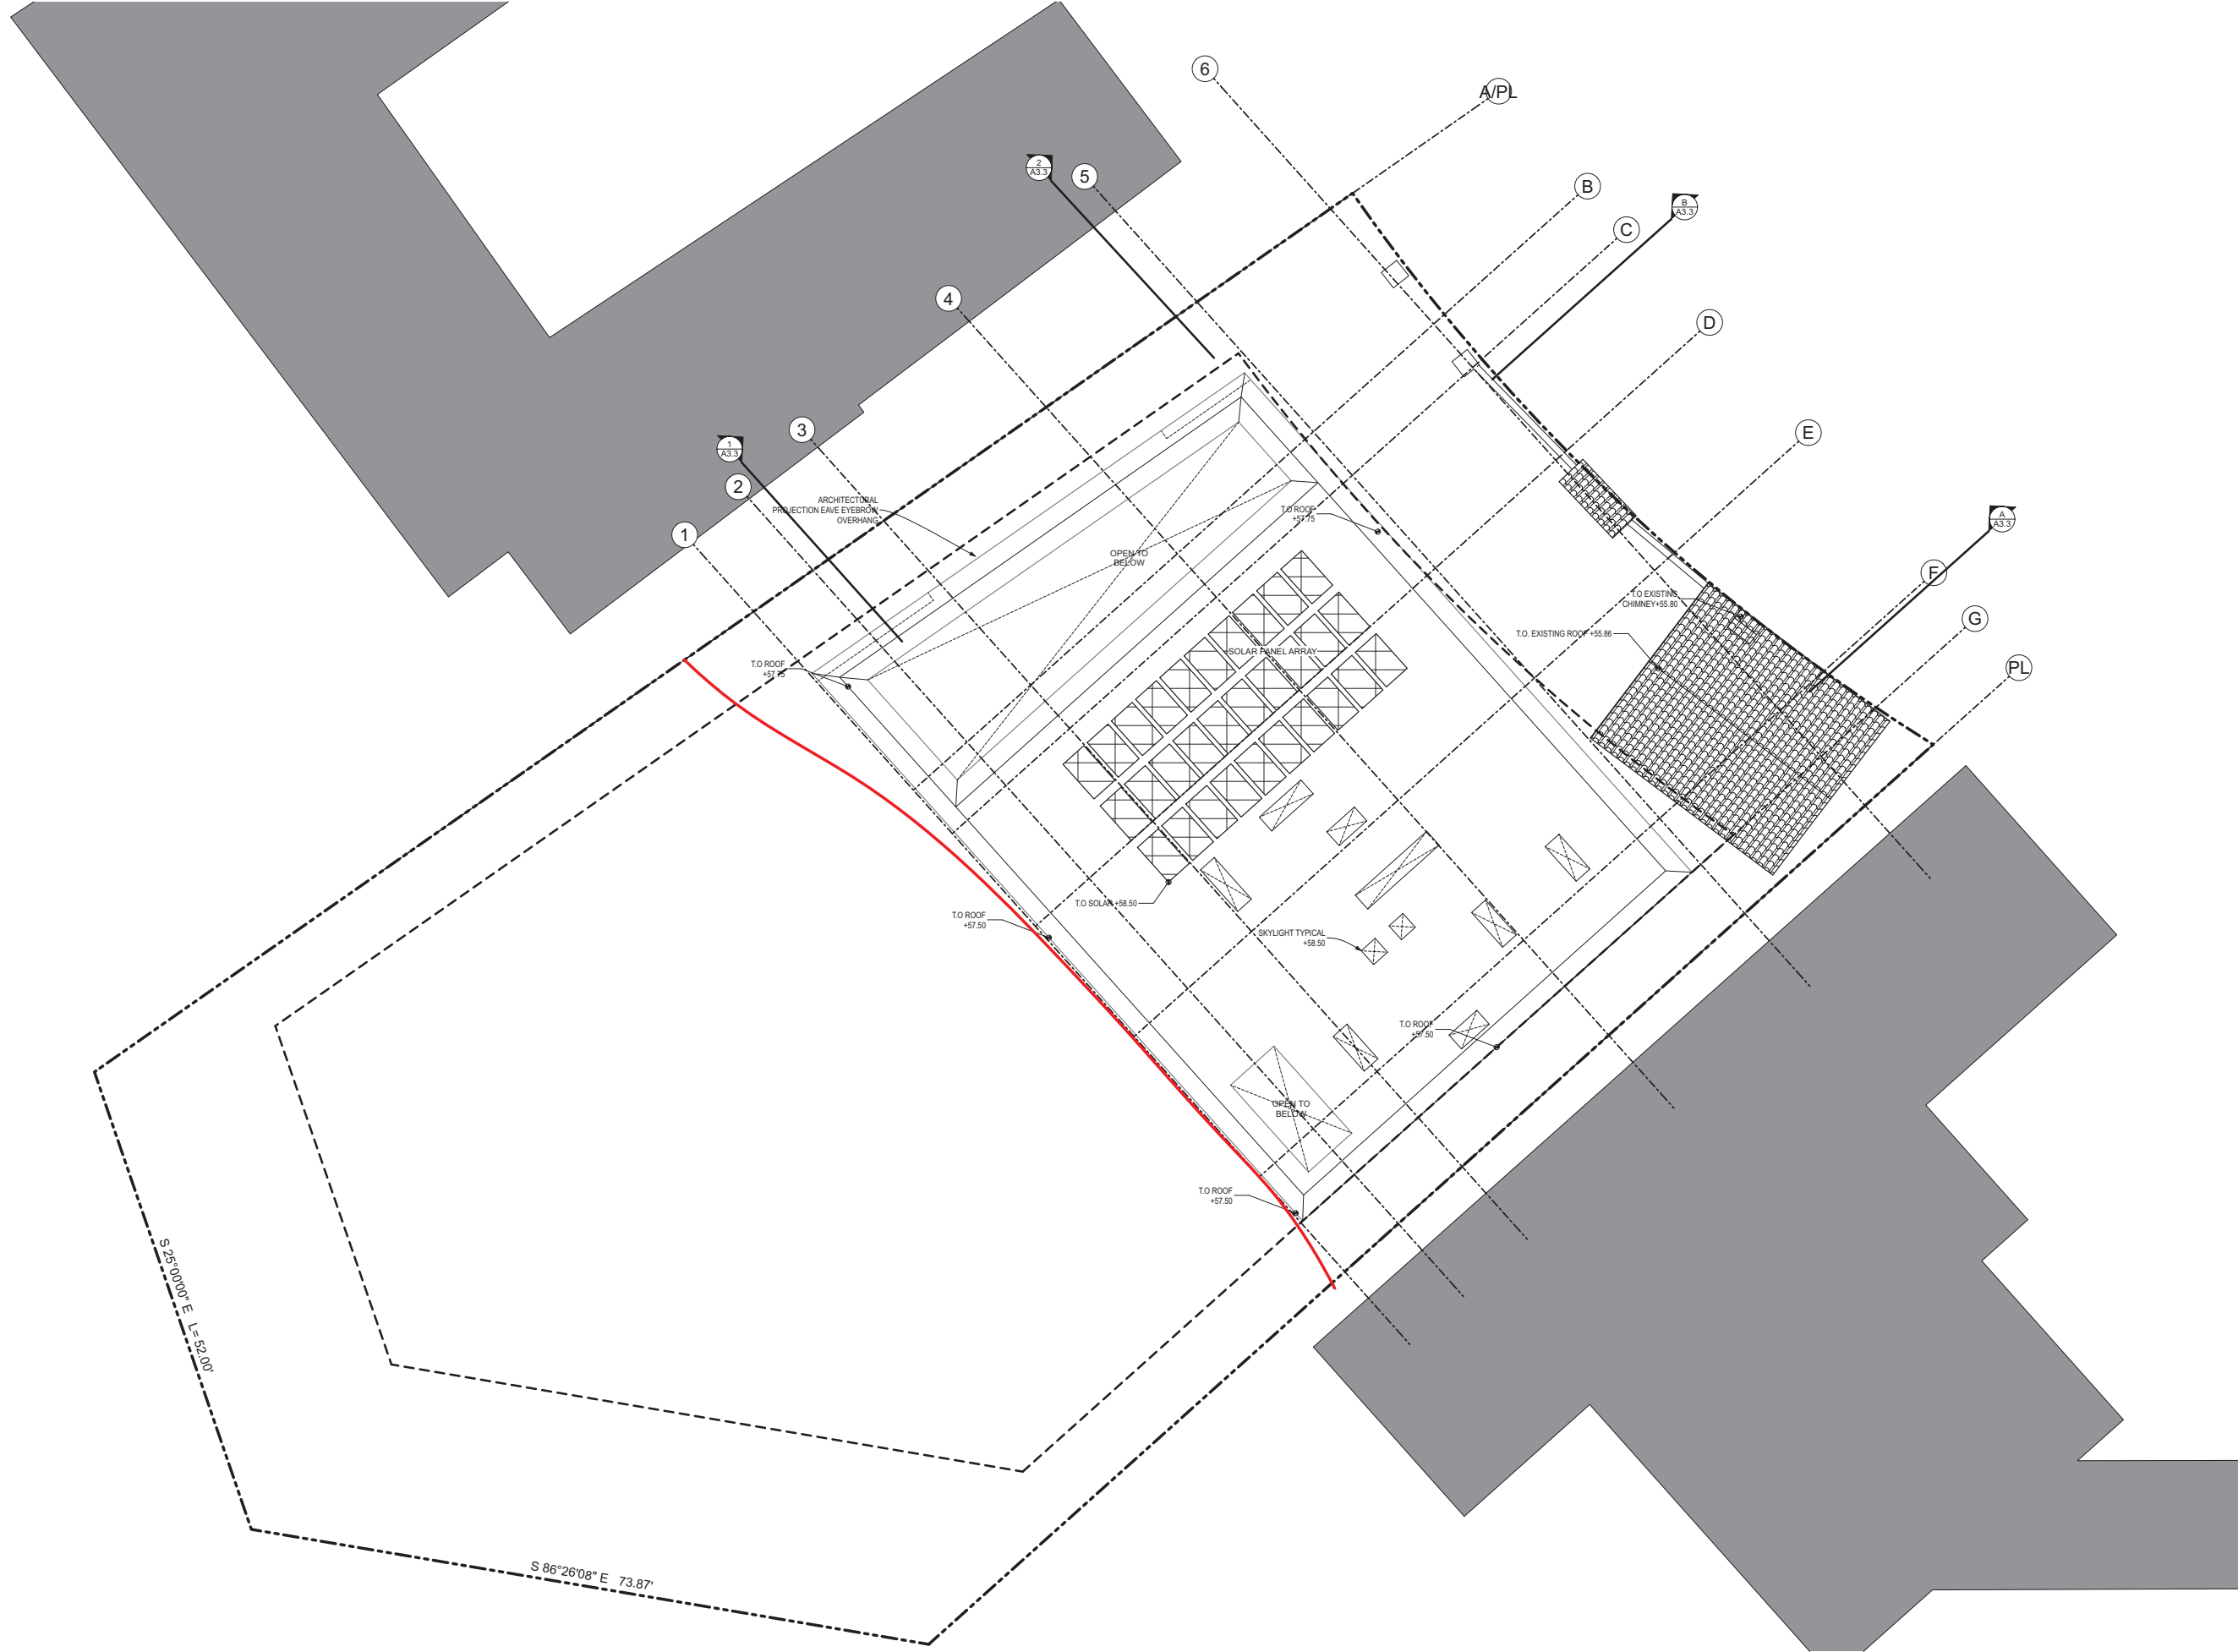 6
A/PL
2
A3.3
5
B
B
A3.3
C
4
D
3
E
1
A3.3
2
ARCHITECTURAL
PROJECTION EAVE EYEBROW
OVERHANG
1
T.O ROOF
+57.75
A
A3.3
OPEN TO
BELOW
F
T.O EXISTING
CHIMNEY+55.80
G
T.O. EXISTING ROOF +55.86
SOLAR PANEL ARRAY
PL
T.O ROOF
+57.75
T.O SOLAR +58.50
T.O ROOF
+57.50
SKYLIGHT TYPICAL
+58.50
T.O ROOF
+57.50
OPEN TO
BELOW
T.O ROOF
+57.50
S 25°00'00" E L= 52.00'
S 86°26'08" E 73.87'